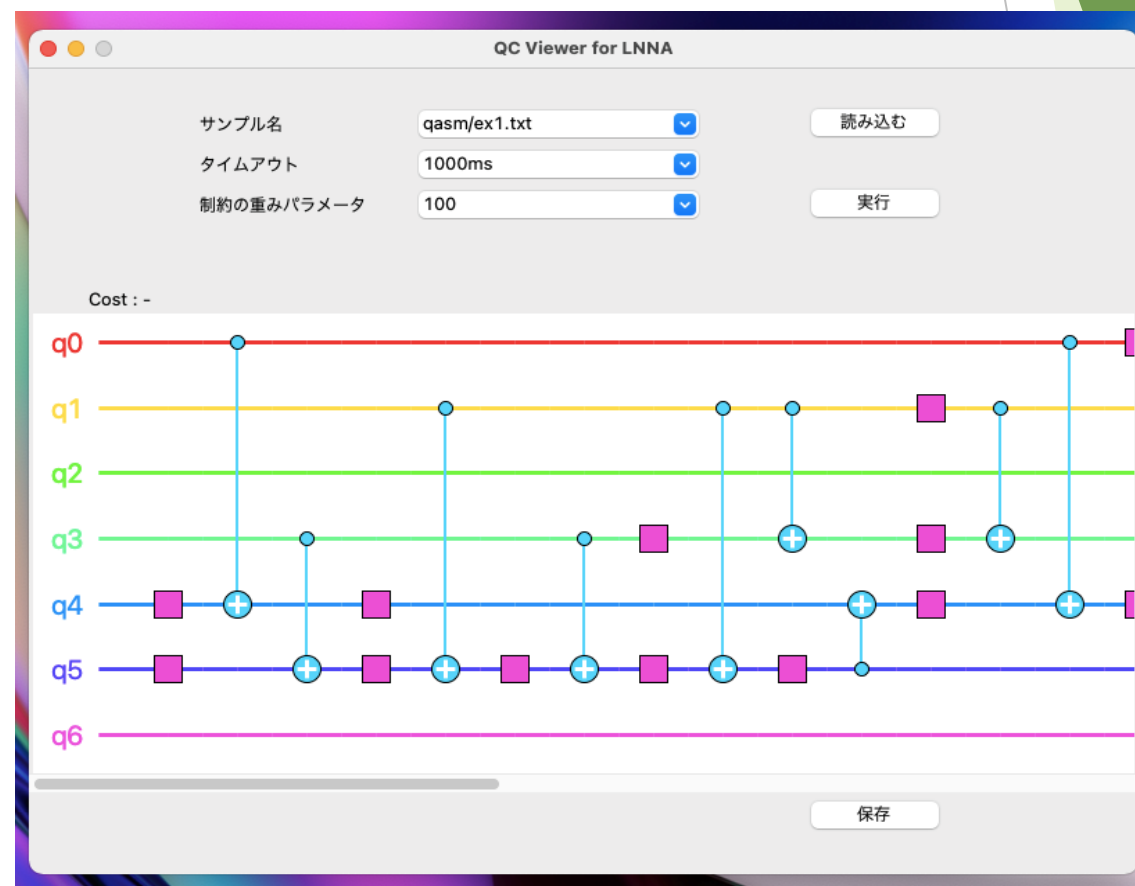 QC Viewer for LNNA
サンプル名 qasm/ex1.txt 読み込む
タイムアウト 1000ms
制約の重みパラメータ 100 実行
Cost : -
q0
q1
q2
q3
q4
q5
q6
保存